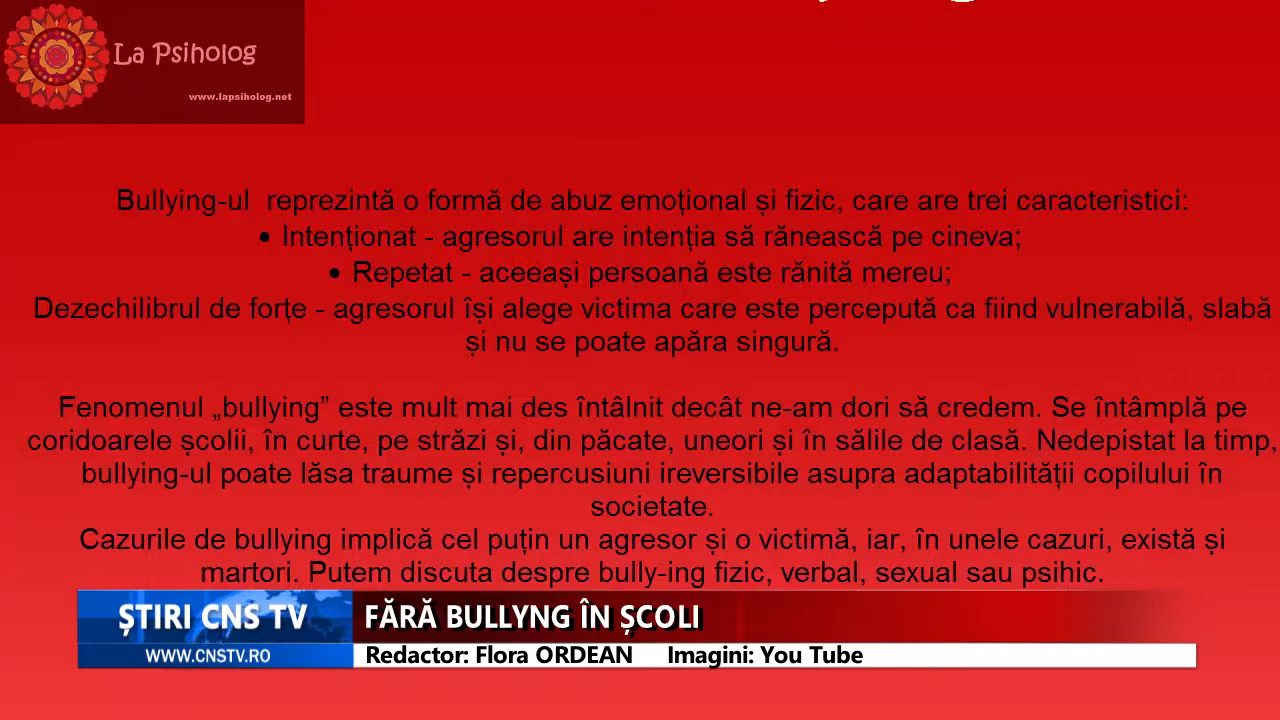 La Psiholog
www.lapsiholog.net
Bullying-ul reprezintă o formă de abuz emoțional și fizic, care are trei caracteristici:
• Intenționat - agresorul are intenția să rănească pe cineva;
• Repetat - aceeași persoană este rănită mereu;
Dezechilibrul de forțe - agresorul își alege victima care este percepută ca fiind vulnerabilă, slabă
și nu se poate apăra singură.
Fenomenul „bullying” este mult mai des întâlnit decât ne-am dori să credem. Se întâmplă pe
coridoarele școlii, în curte, pe străzi și, din păcate, uneori și în sălile de clasă. Nedepistat la timp,
bullying-ul poate lăsa traume și repercusiuni ireversibile asupra adaptabilității copilului în
societate.
Cazurile de bullying implică cel puțin un agresor și o victimă, iar, în unele cazuri, există și
martori. Putem discuta despre bully-ing fizic, verbal, sexual sau psihic.
ȘTIRI CNS TV
FĂRĂ BULLYNG ÎN ȘCOLI
WWW.CNSTV.RO
Redactor: Flora ORDEAN Imagini: You Tube